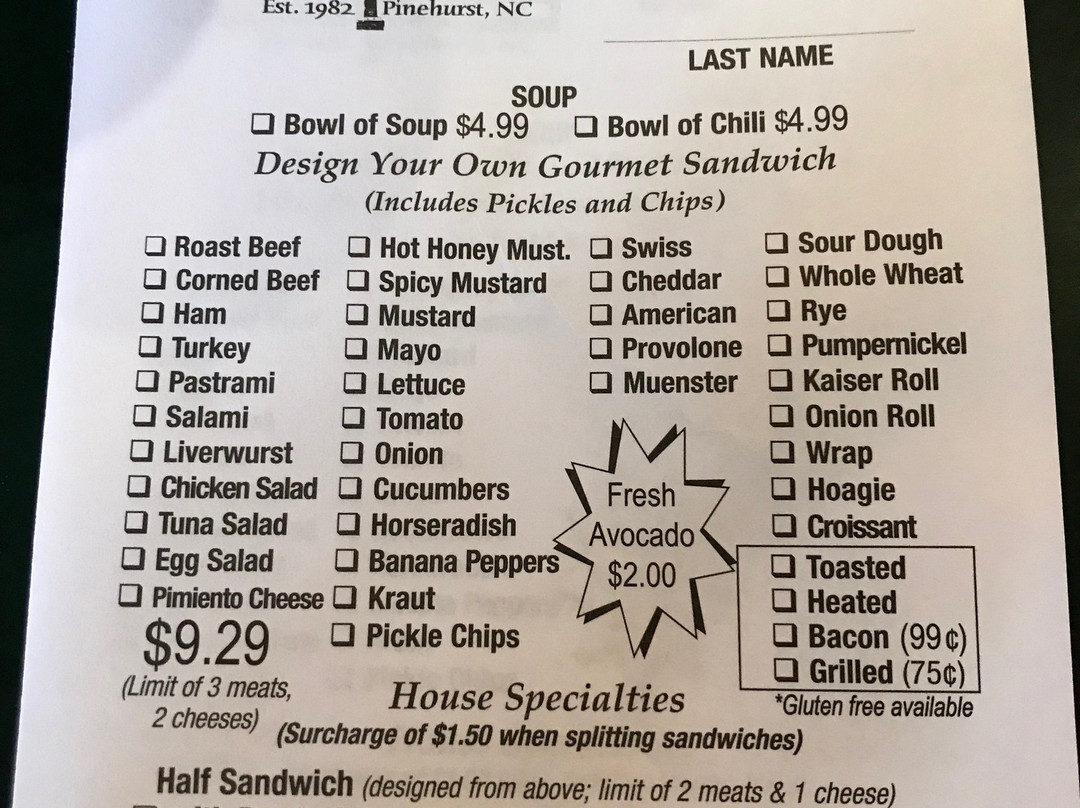 Est. 1982 Pinehurst, NC
LAST NAME
SOUP
❑ Bowl of Soup $4.99 ❑ Bowl of Chili $4.99
Design Your Own Gourmet Sandwich
(Includes Pickles and Chips)
❑ Roast Beef
❑ Corned Beef
❑ Ham
❑ Turkey
❑ Pastrami
❑ Salami
❑ Liverwurst
❑ Chicken Salad
❑ Tuna Salad
❑ Egg Salad
❑ Pimiento Cheese
$9.29
(Limit of 3 meats,
2 cheeses)
❑ Hot Honey Must.
❑ Spicy Mustard
❑ Mustard
❑ Mayo
❑ Lettuce
❑ Tomato
❑ Onion
❑ Cucumbers
❑ Horseradish
❑ Banana Peppers
❑ Kraut
❑ Pickle Chips
❑ Swiss
❑ Cheddar
❑ American
❑ Provolone
❑ Muenster
Fresh
Avocado
$2.00
❑ Sour Dough
❑ Whole Wheat
❑ Rye
❑ Pumpernickel
❑ Kaiser Roll
❑ Onion Roll
❑ Wrap
❑ Hoagie
❑ Croissant
❑ Toasted
❑ Heated
❑ Bacon (99¢)
❑ Grilled (75¢)
*Gluten free available
House Specialties
(Surcharge of $1.50 when splitting sandwiches)
Half Sandwich (designed from above; limit of 2 meats & 1 cheese)